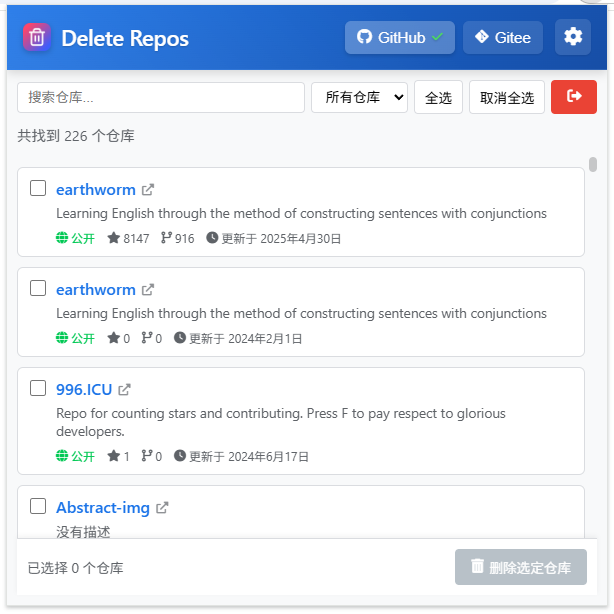 Delete Repos
GitHub
Gitee
搜索仓库...
所有仓库
全选
取消全选
共找到 226 个仓库
earthworm
Learning English through the method of constructing sentences with conjunctions
公开 8147 916 更新于 2025年4月30日
earthworm
Learning English through the method of constructing sentences with conjunctions
公开 0 0 更新于 2024年2月1日
996.ICU
Repo for counting stars and contributing. Press F to pay respect to glorious
developers.
公开 1 0 更新于 2024年6月17日
Abstract-img
没有描述
已选择 0 个仓库
删除选定仓库